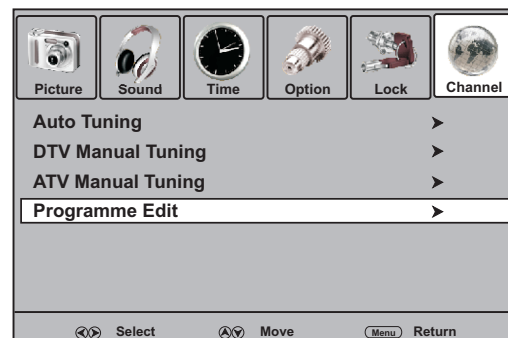 Picture Sound Time Option Lock Channel
Auto Tuning
DTV Manual Tuning
ATV Manual Tuning
Programme Edit
Select Move Menu Return